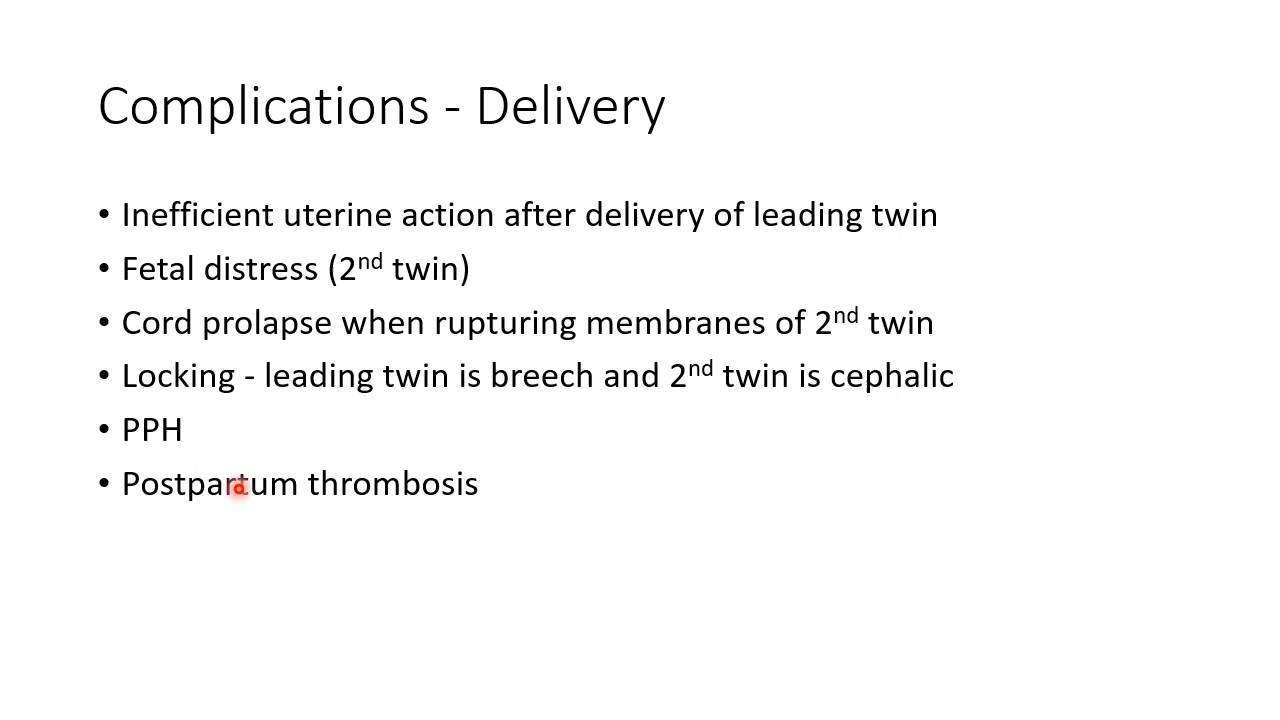 Complications - Delivery
• Inefficient uterine action after delivery of leading twin
• Fetal distress (2nd twin)
• Cord prolapse when rupturing membranes of 2nd twin
• Locking - leading twin is breech and 2nd twin is cephalic
• PPH
• Postpartum thrombosis